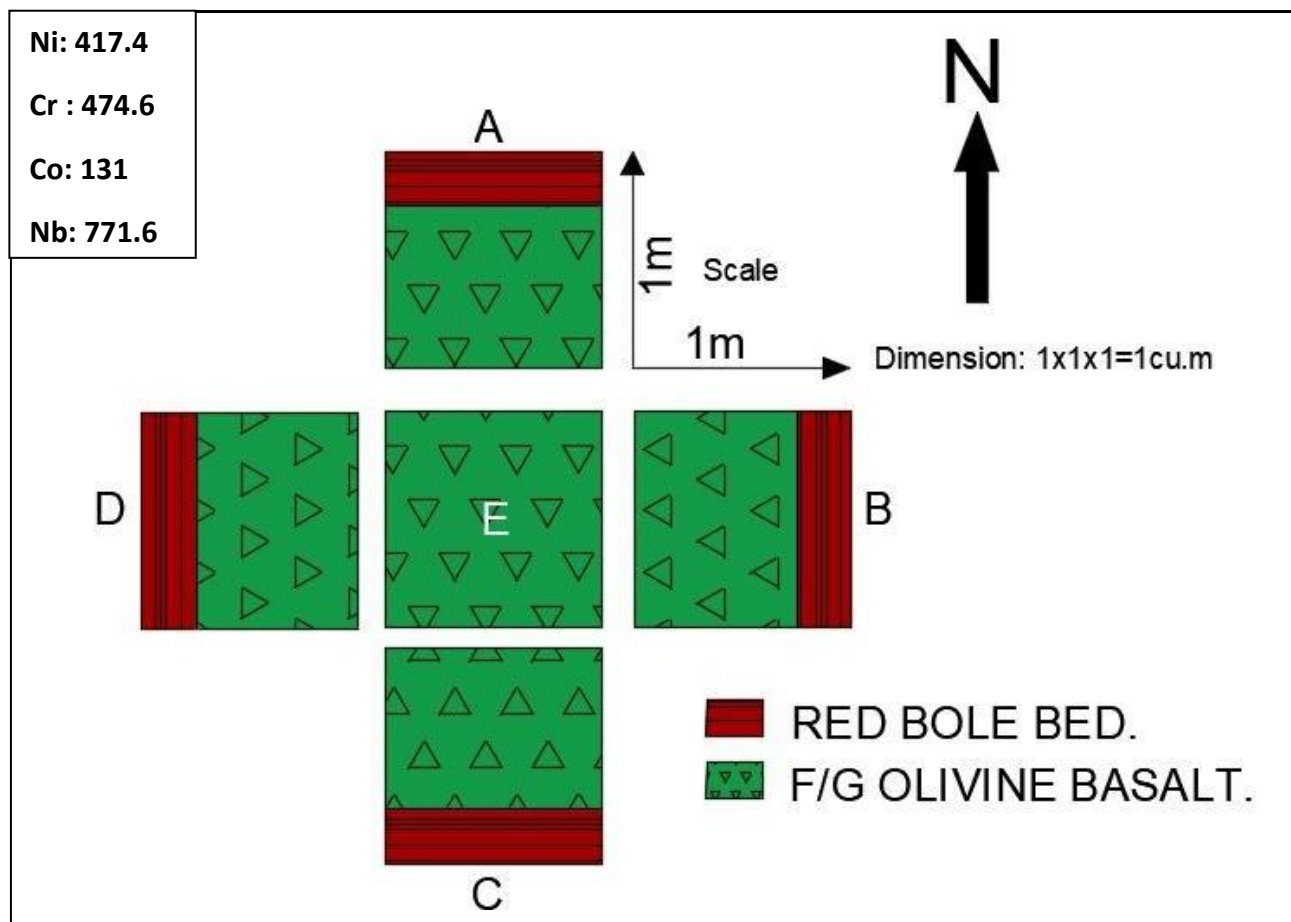 Ni: 417.4
Cr : 474.6
Co: 131
Nb: 771.6
N
A
1m
Scale
1m
Dimension: 1x1x1=1cu.m
D
E
B
RED BOLE BED.
F/G OLIVINE BASALT.
C